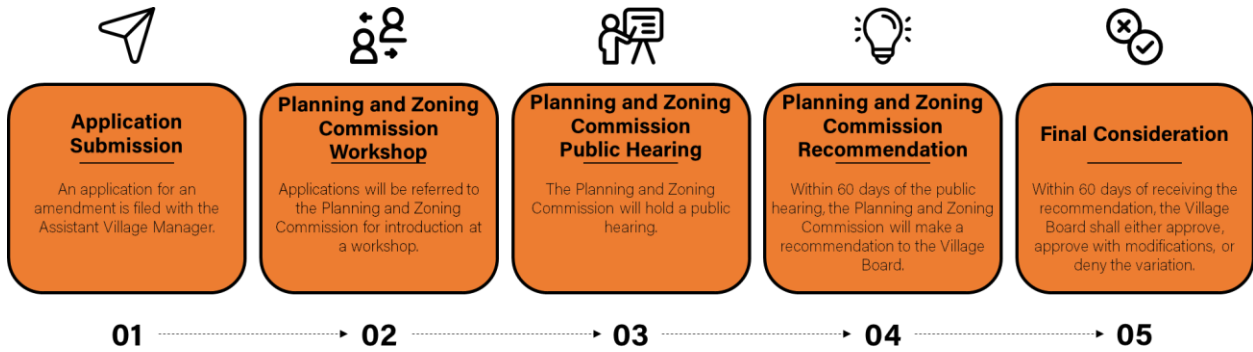 Application
Submission
An application for an
amendment is filed with the
Assistant Village Manager.
Planning and Zoning
Commission
Workshop
Applications will be referred to
the Planning and Zoning
Commission for introduction at
a workshop.
Planning and Zoning
Commission
Public Hearing
The Planning and Zoning
Commission will hold a public
hearing.
Planning and Zoning
Commission
Recommendation
Within 60 days of the public
hearing, the Planning and Zoning
Commission will make a
recommendation to the Village
Board.
Final Consideration
Within 60 days of receiving the
recommendation, the Village
Board shall either approve,
approve with modifications, or
deny the variation.
01
02
03
04
05